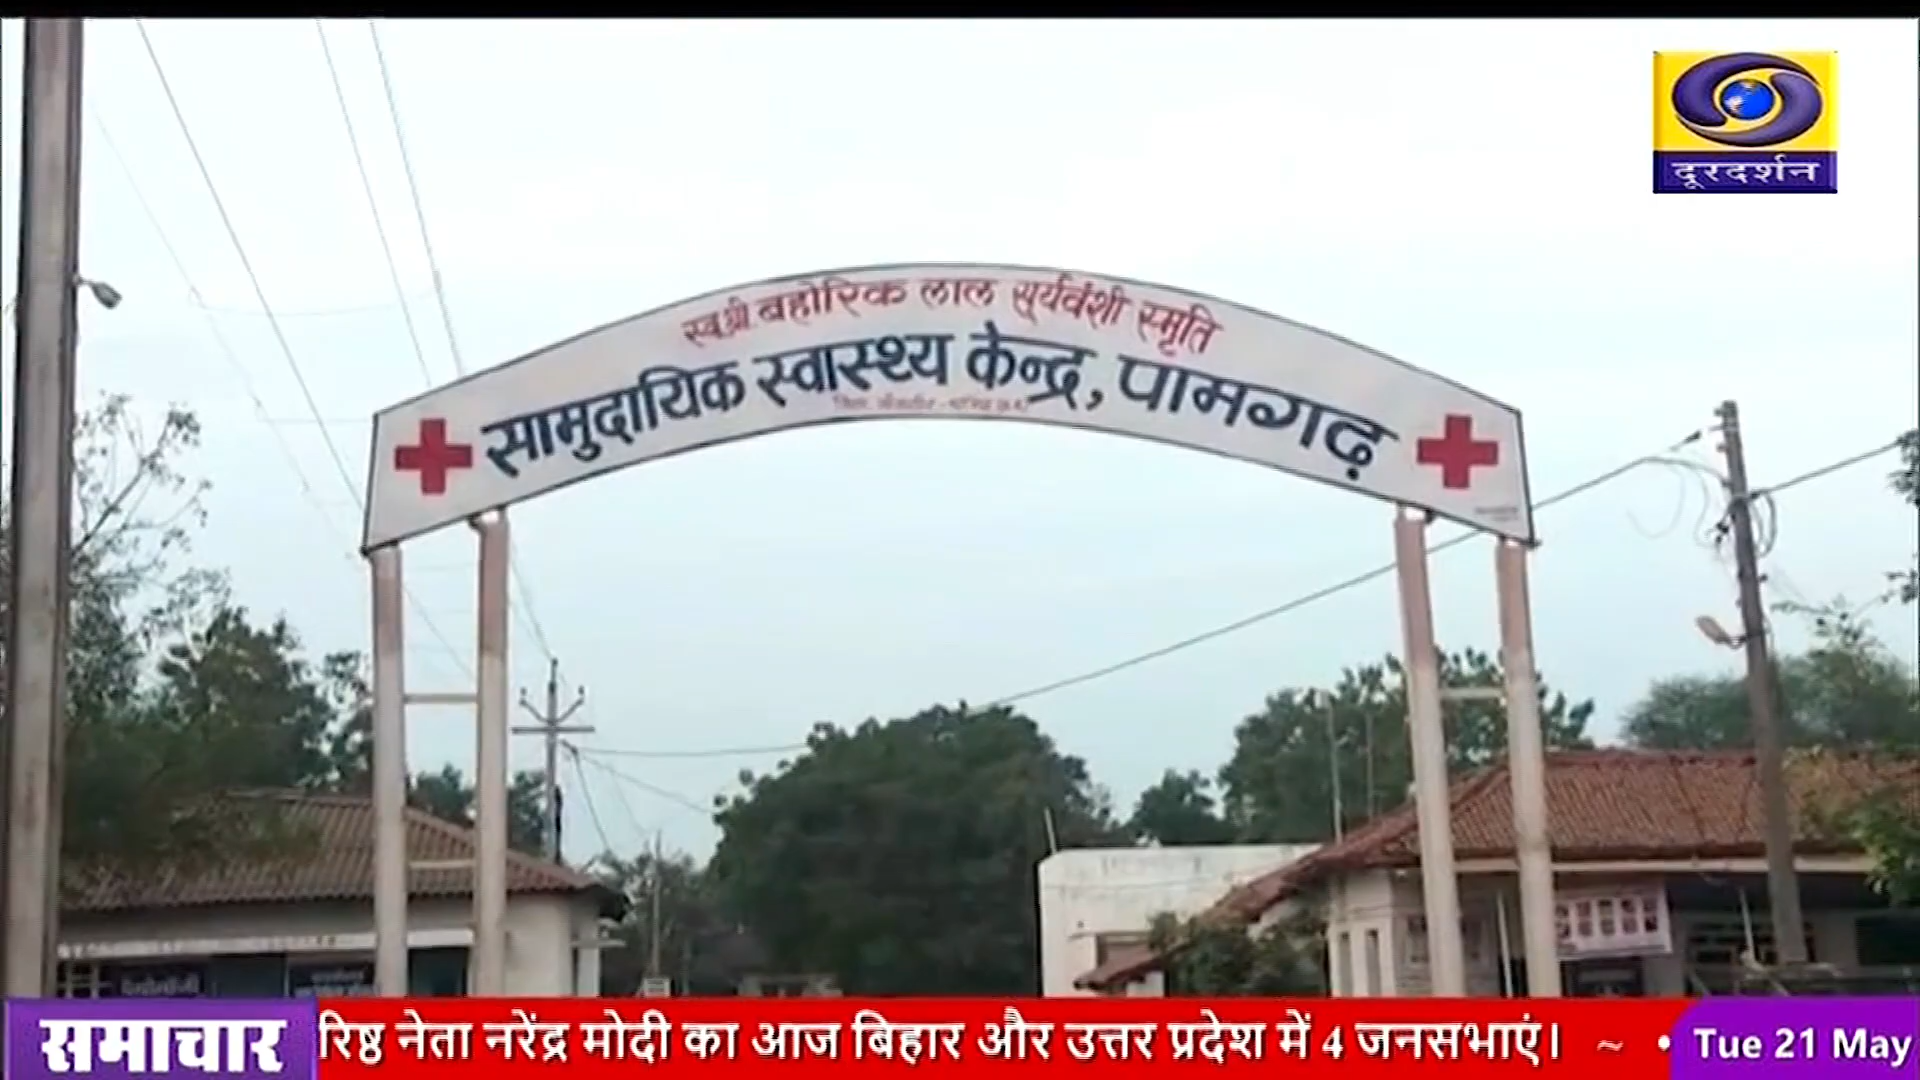 दूरदर्शन
स्व.श्री. बहोरिक लाल सूर्यवंशी स्मृति
सामुदायिक स्वास्थ्य केन्द्र, पामगढ़
पैथोलॉजी
समाचार
रिष्ठ नेता नरेंद्र मोदी का आज बिहार और उत्तर प्रदेश में 4 जनसभाएं। ~ •
Tue 21 May